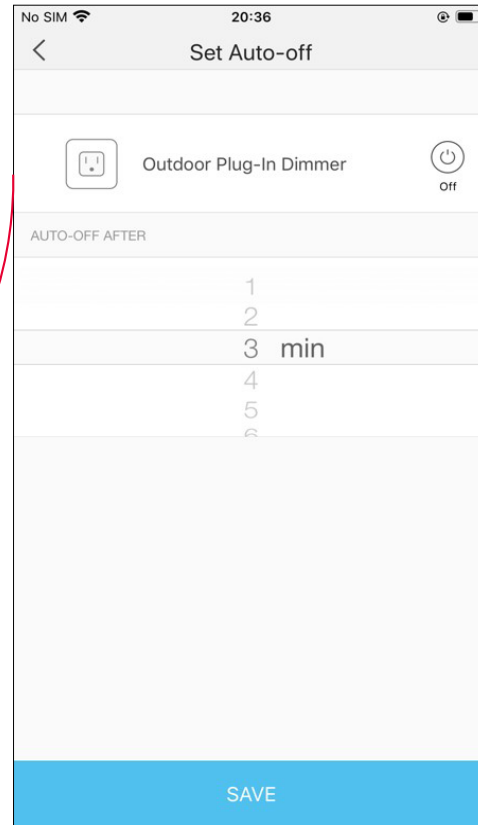 No SIM 20:36
Set Auto-off
Outdoor Plug-In Dimmer
Off
AUTO-OFF AFTER
1
2
3 min
4
5
6
SAVE